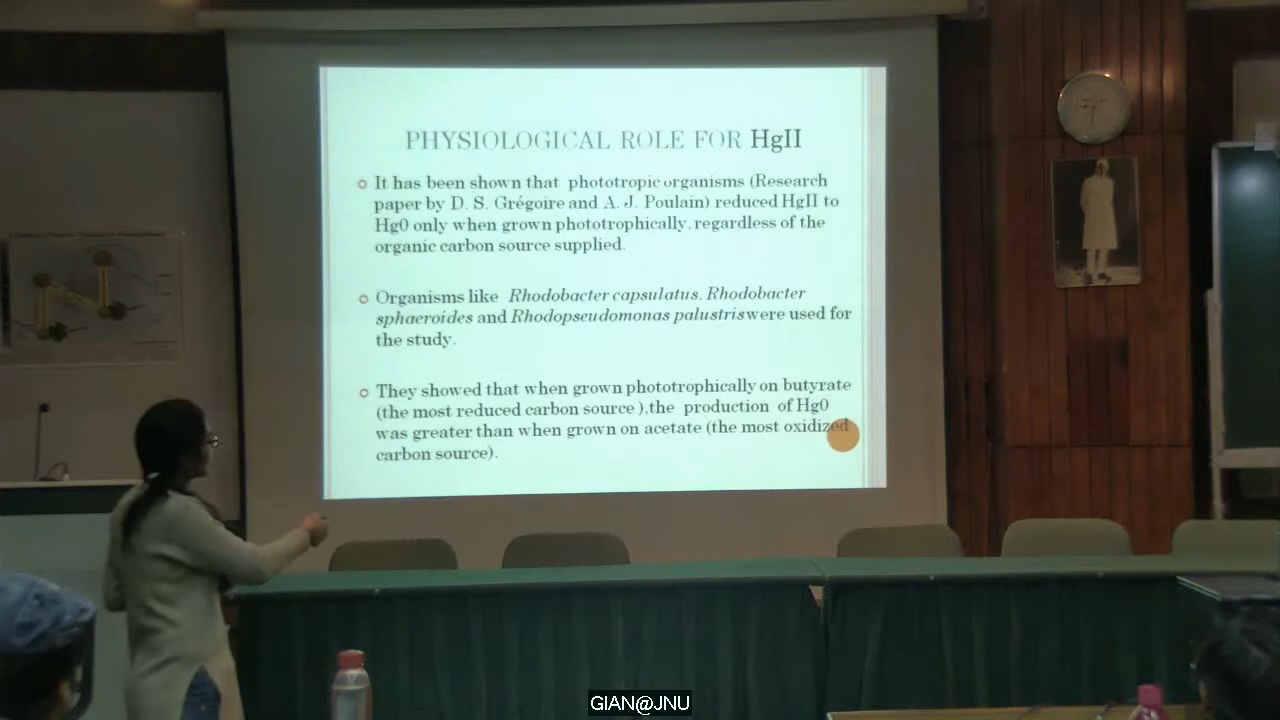 PHYSIOLOGICAL ROLE FOR HgII
It has been shown that phototropic organisms (Research
paper by D. S. Grégoire and A. J. Poulain) reduced HgII to
Hg0 only when grown phototrophically, regardless of the
organic carbon source supplied.
Organisms like Rhodobacter capsulatus, Rhodobacter
sphaeroides and Rhodopseudomonas palustris were used for
the study.
They showed that when grown phototrophically on butyrate
(the most reduced carbon source ),the production of Hg0
was greater than when grown on acetate (the most oxidized
carbon source).
GIAN@JNU